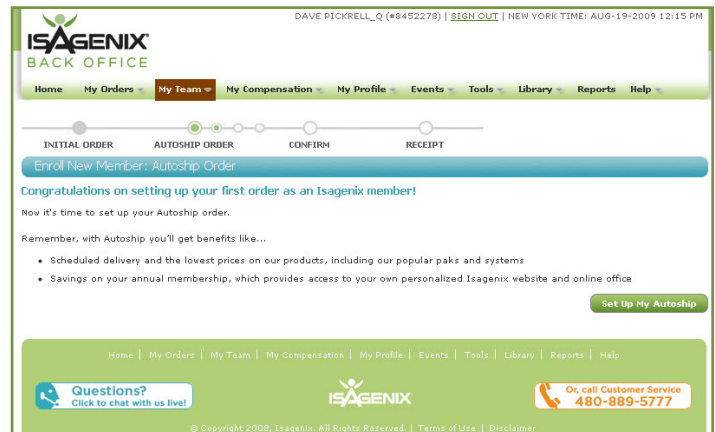 DAVE PICKRELL_Q (#8452278) | SIGN OUT | NEW YORK TIME: AUG-19-2009 12:15 PM
ISAGENIX
BACK OFFICE
Home My Orders My Team My Compensation My Profile Events Tools Library Reports Help
INITIAL ORDER AUTOSHIP ORDER CONFIRM RECEIPT
Enroll New Member: Autoship Order
Congratulations on setting up your first order as an Isagenix member!
Now it's time to set up your Autoship order.
Remember, with Autoship you'll get benefits like...
• Scheduled delivery and the lowest prices on our products, including our popular paks and systems
• Savings on your annual membership, which provides access to your own personalized Isagenix website and online office
Set Up My Autoship
Home | My Orders | My Team | My Compensation | My Profile | Events | Tools | Library | Reports | Help
Questions?
Click to chat with us live!
ISAGENIX
Or, call Customer Service
480-889-5777
© Copyright 2008, Isagenix. All Rights Reserved. | Terms of Use | Disclaimer